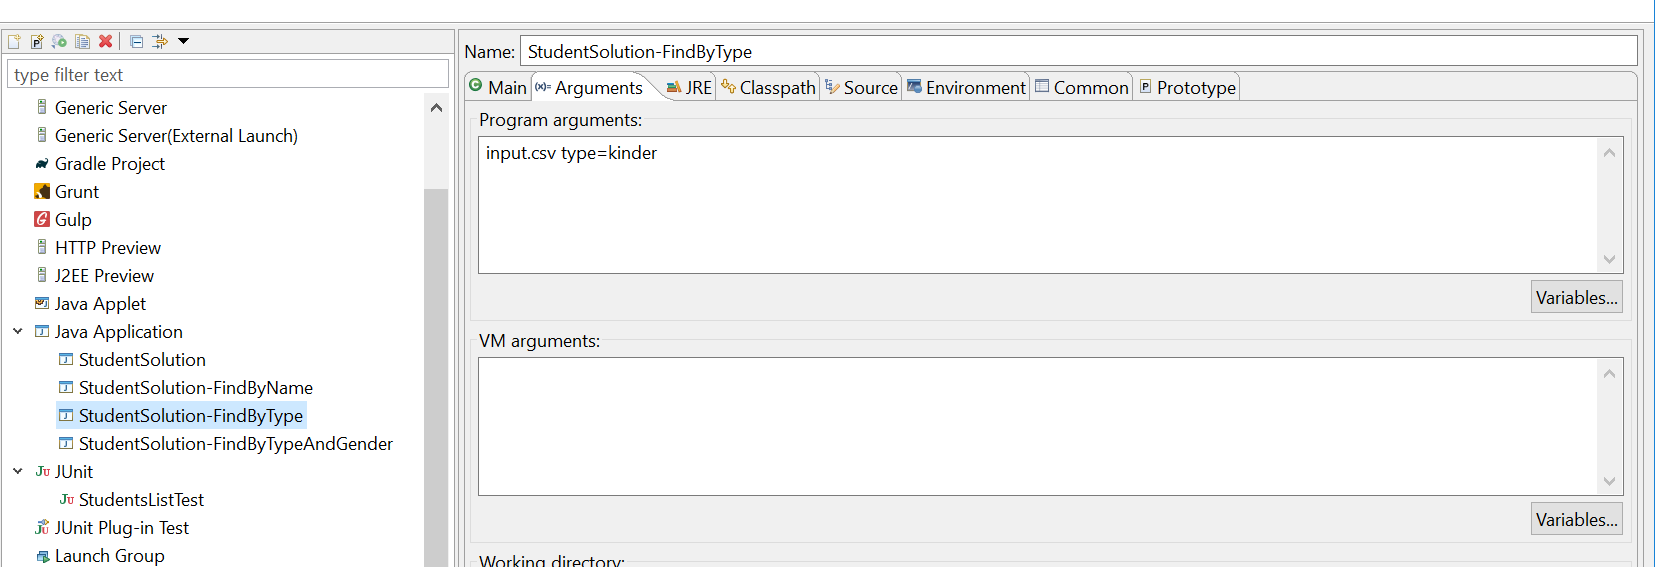 type filter text
Generic Server
Generic Server(External Launch)
Gradle Project
Grunt
Gulp
HTTP Preview
J2EE Preview
Java Applet
Java Application
StudentSolution
StudentSolution-FindByName
StudentSolution-FindByType
StudentSolution-FindByTypeAndGender
JUnit
StudentsListTest
JUnit Plug-in Test
Launch Group
Name: StudentSolution-FindByType
Main (x)= Arguments JRE Classpath Source Environment Common Prototype
Program arguments:
input.csv type=kinder
Variables...
VM arguments:
Variables...
Working directory: